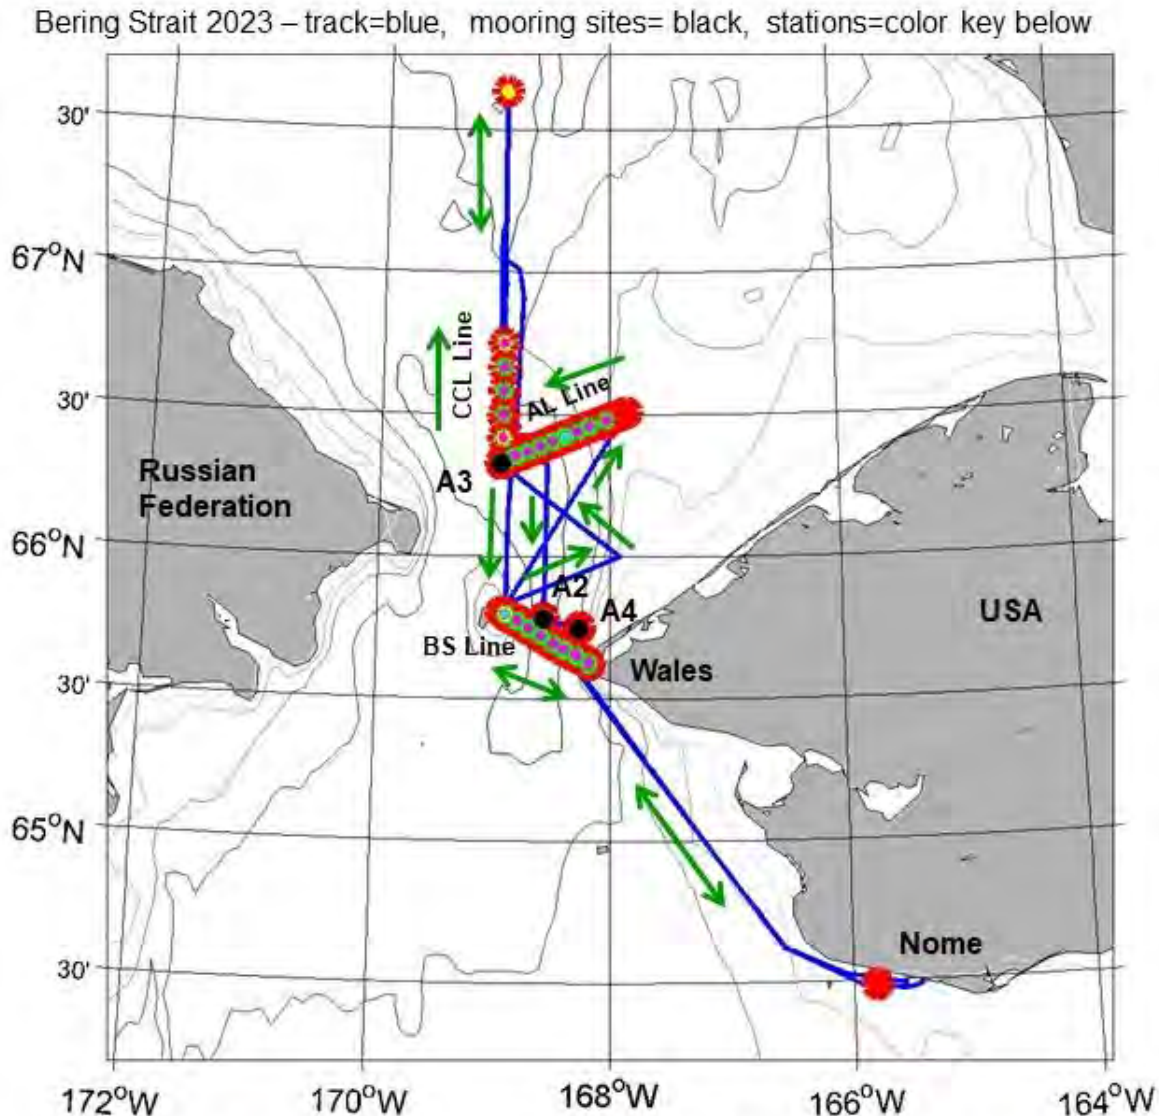 Bering Strait 2023 – track=blue, mooring sites= black, stations=color key below
30'
67°N
CCL Line
30'
AL Line
Russian
Federation
A3
66°N
A2
A4
USA
BS Line
Wales
30'
65°N
Nome
30'
172°W
170°W
168°W
166°W
164°W